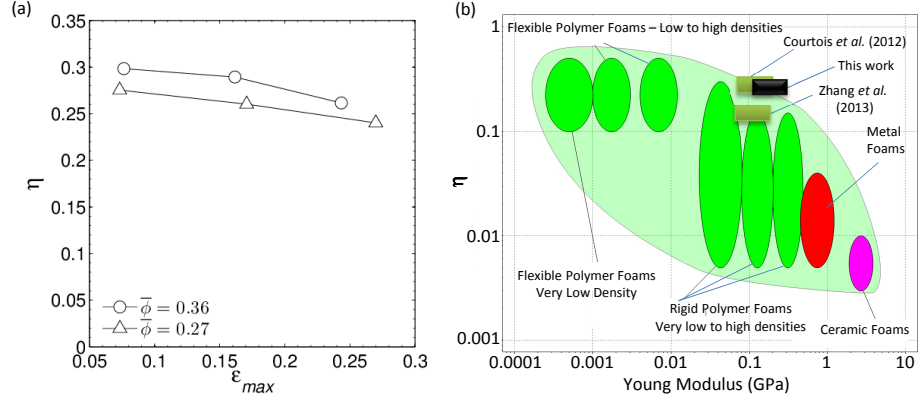 (a)
0.35
0.3
0.25
0.2
0.15
0.1
0.05
0
η
ϕ̅ = 0.36
ϕ̅ = 0.27
0.05 0.1 0.15 0.2 0.25 0.3
ε_max
(b)
1
0.1
0.01
0.001
η
Flexible Polymer Foams – Low to high densities
Courtois et al. (2012)
This work
Zhang et al.
(2013)
Metal
Foams
Flexible Polymer Foams
Very Low Density
Rigid Polymer Foams
Very low to high densities
Ceramic Foams
0.0001 0.001 0.01 0.1 1 10
Young Modulus (GPa)